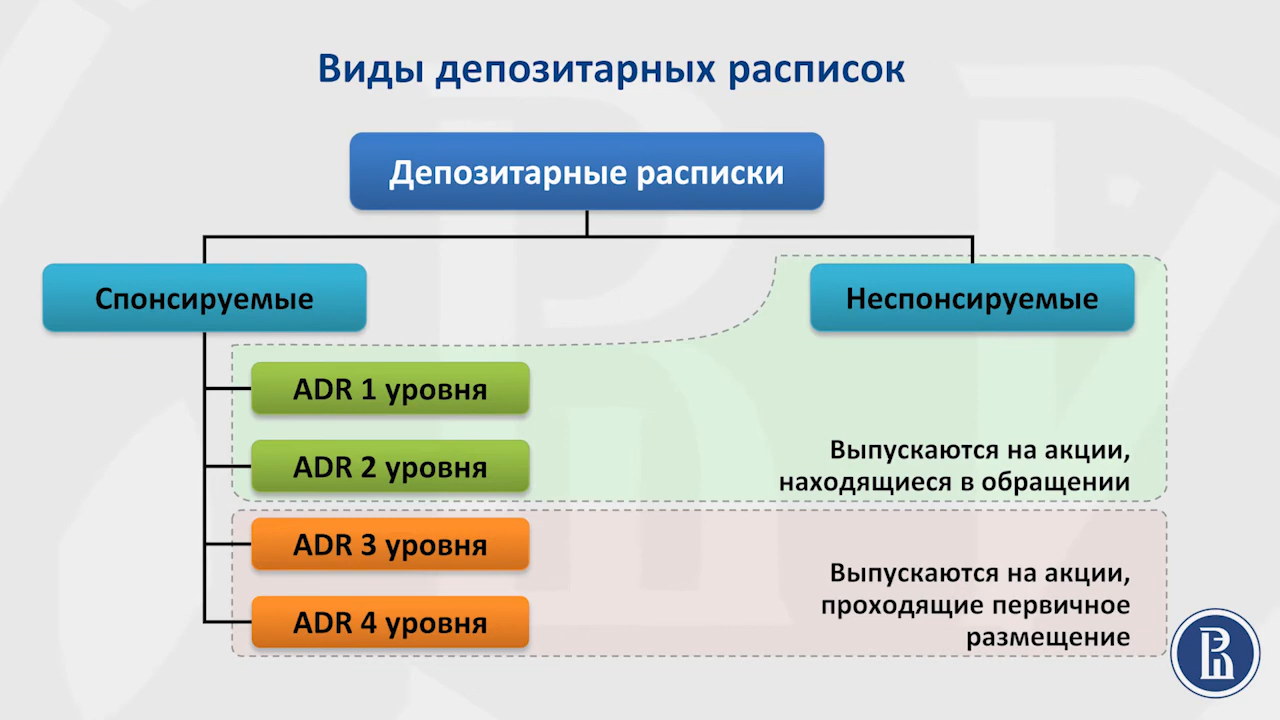 Виды депозитарных расписок
Депозитарные расписки
Спонсируемые
Неспонсируемые
ADR 1 уровня
ADR 2 уровня
Выпускаются на акции,
находящиеся в обращении
ADR 3 уровня
ADR 4 уровня
Выпускаются на акции,
проходящие первичное
размещение